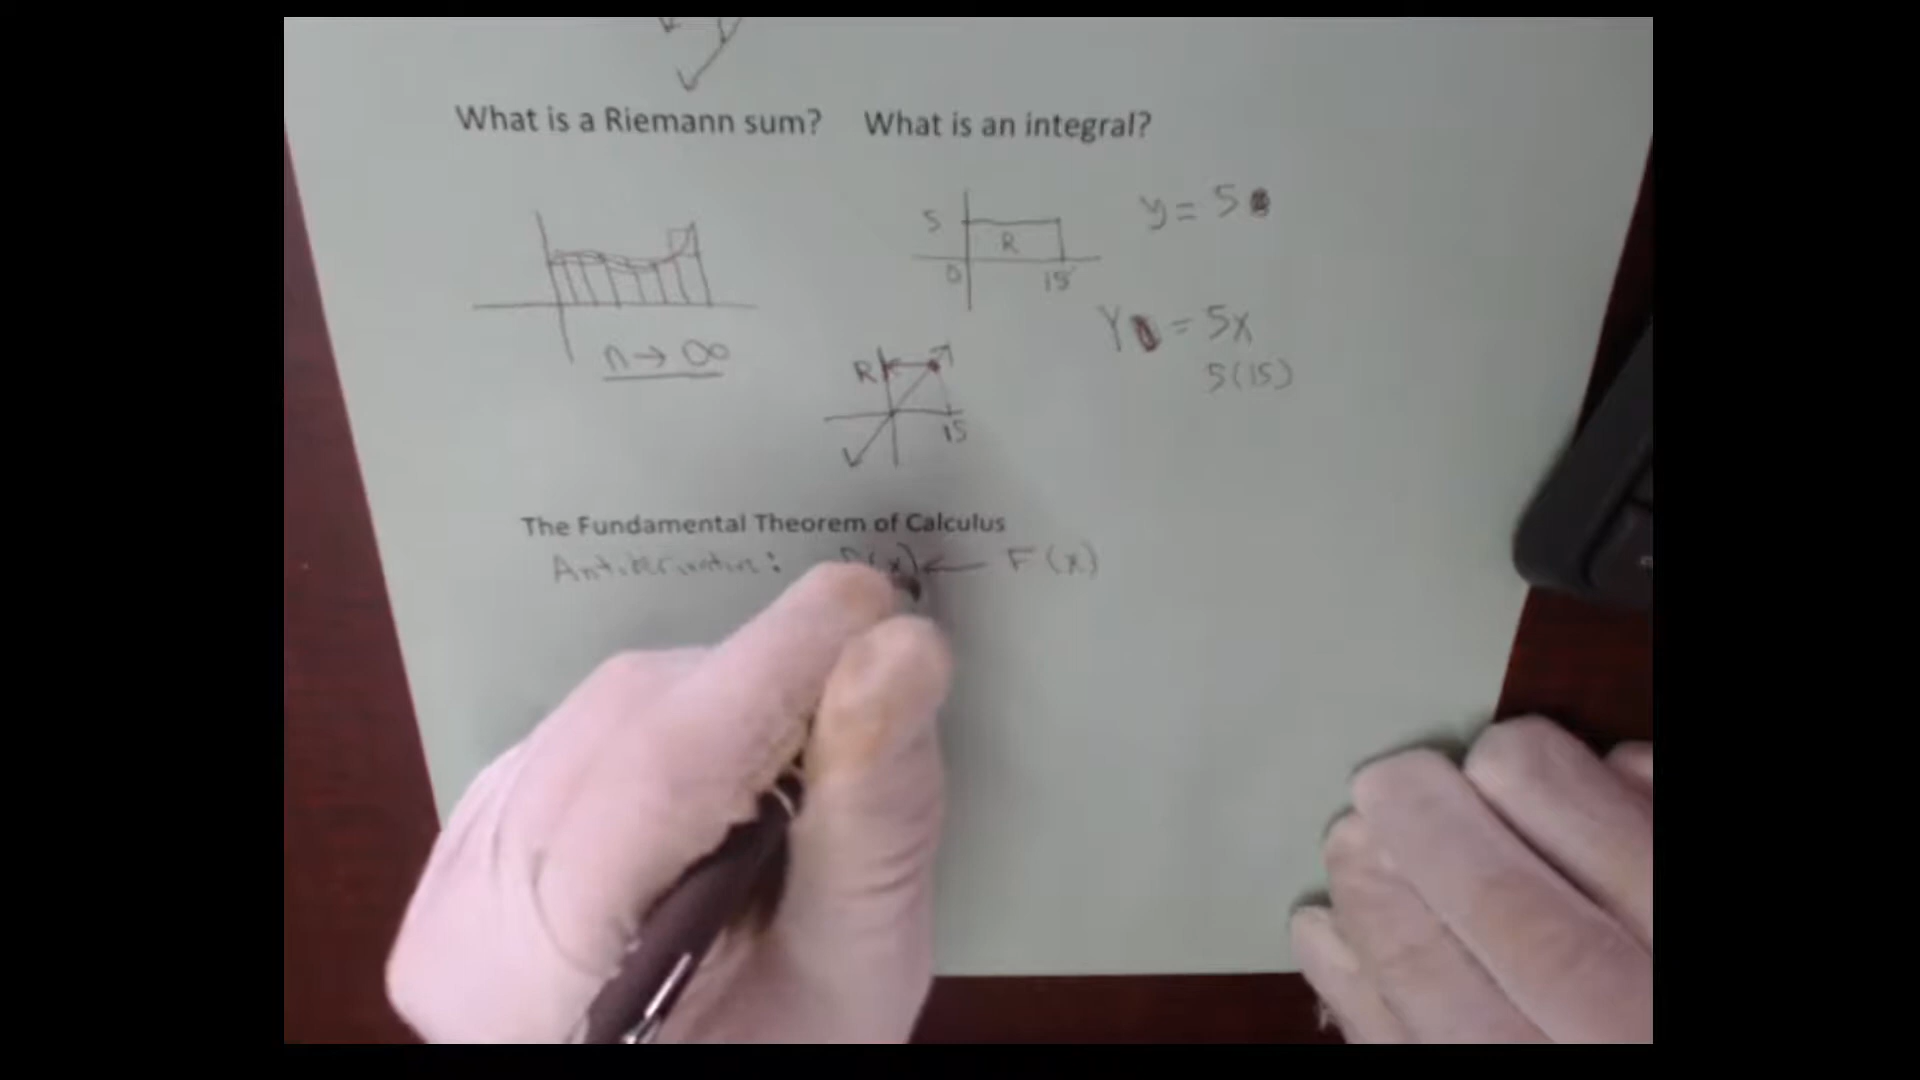 What is a Riemann sum? What is an integral?
5
R
0
15
y = 5
Y = 5x
5(15)
n → ∞
R
15
The Fundamental Theorem of Calculus
(x) ← F(x)